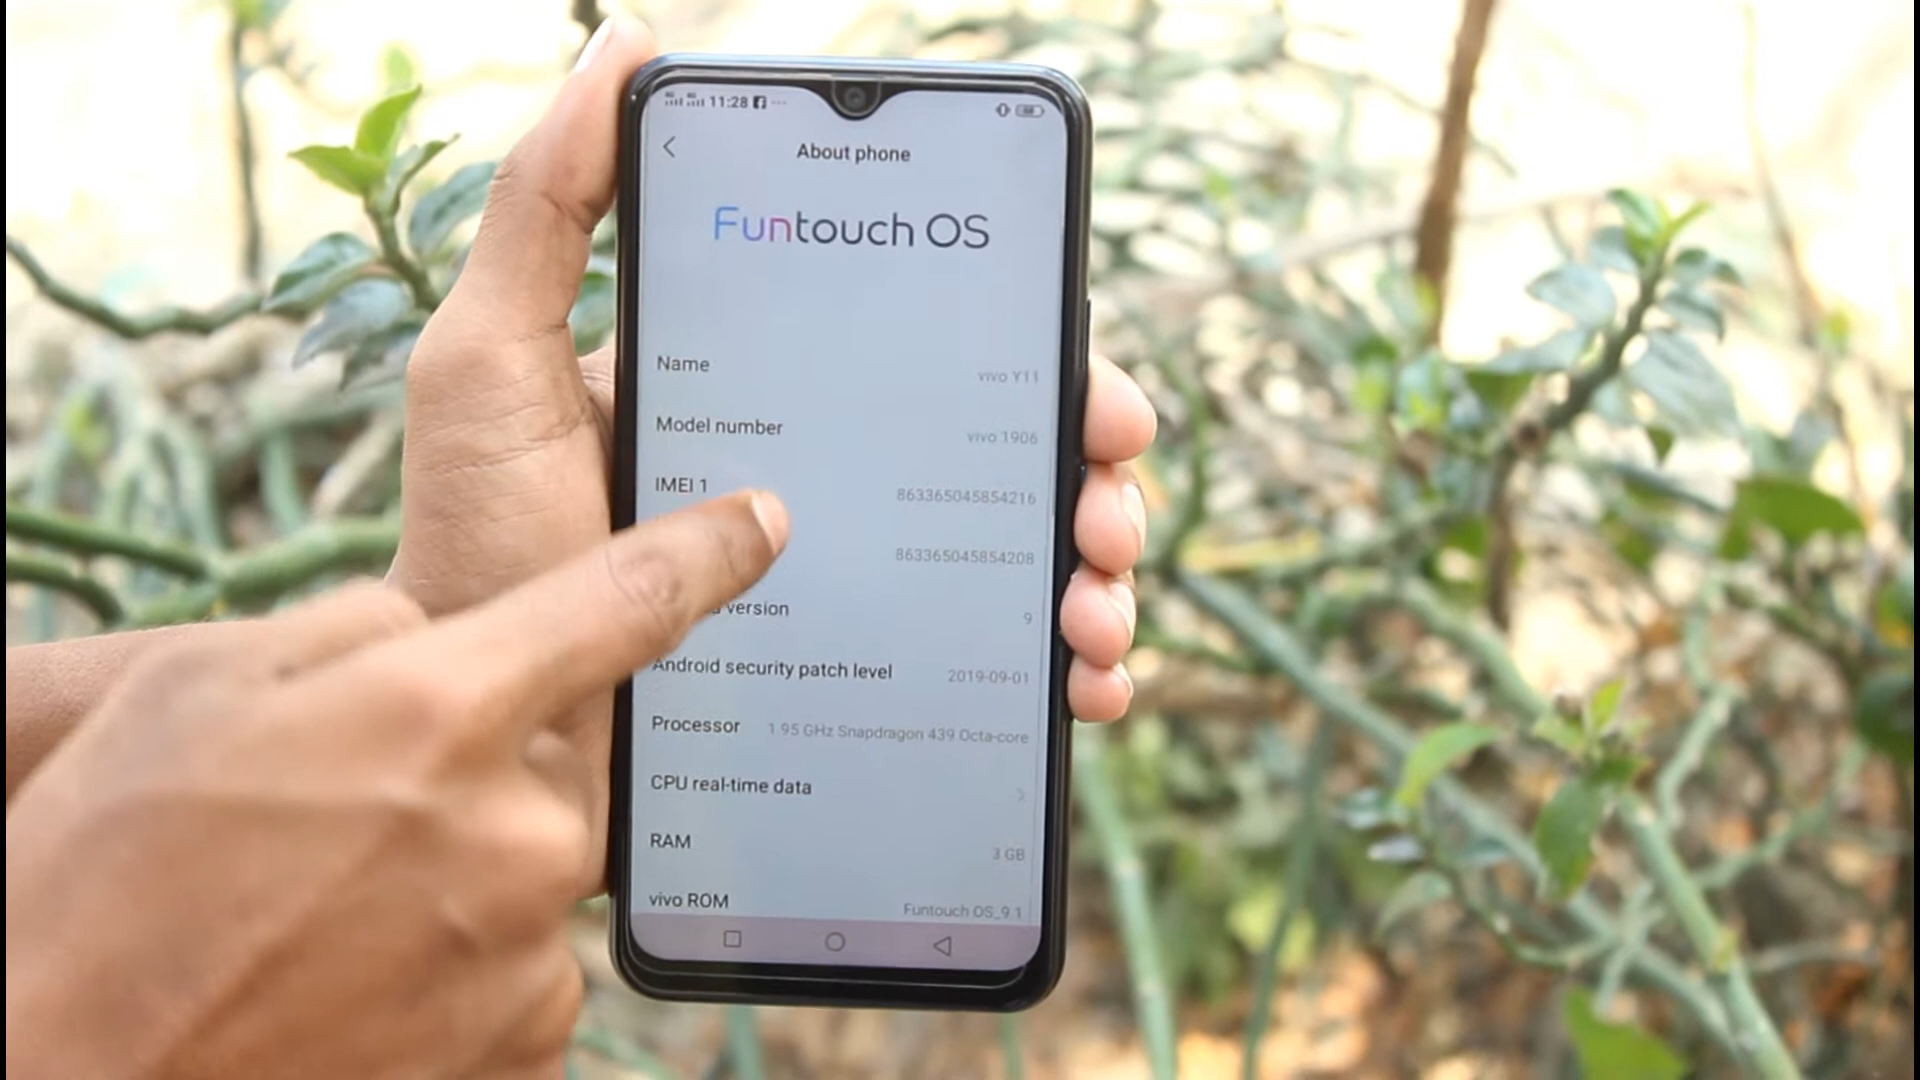 11:28
About phone
Funtouch OS
Name vivo Y11
Model number vivo 1906
IMEI 1 863365045854216
863365045854208
version 9
Android security patch level 2019-09-01
Processor 1.95 GHz Snapdragon 439 Octa-core
CPU real-time data
RAM 3 GB
vivo ROM Funtouch OS_9.1